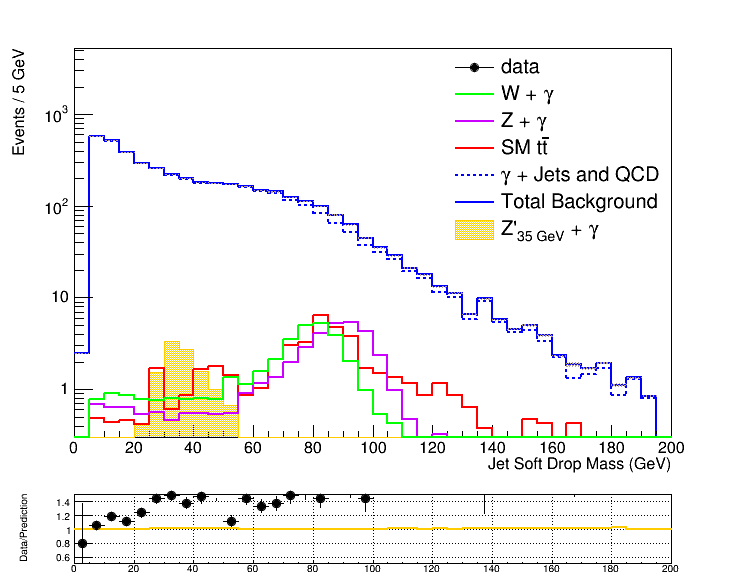 Events / 5 GeV
10³
10²
10
1
data
W + γ
Z + γ
SM tt̄
γ + Jets and QCD
Total Background
Z'35 GeV + γ
0 20 40 60 80 100 120 140 160 180 200
Jet Soft Drop Mass (GeV)
Data/Prediction
1.4
1.2
1
0.8
0.6
0 20 40 60 80 100 120 140 160 180 200